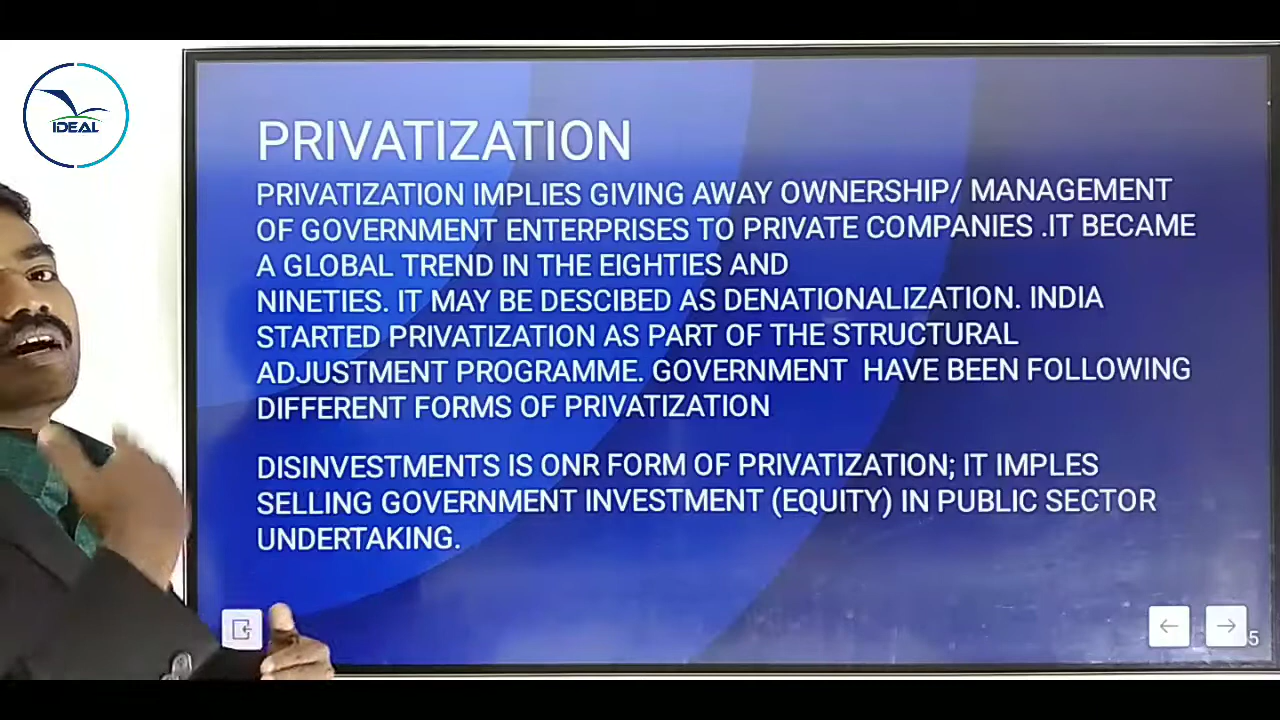 IDEAL
PRIVATIZATION
PRIVATIZATION IMPLIES GIVING AWAY OWNERSHIP/ MANAGEMENT
OF GOVERNMENT ENTERPRISES TO PRIVATE COMPANIES .IT BECAME
A GLOBAL TREND IN THE EIGHTIES AND
NINETIES. IT MAY BE DESCIBED AS DENATIONALIZATION. INDIA
STARTED PRIVATIZATION AS PART OF THE STRUCTURAL
ADJUSTMENT PROGRAMME. GOVERNMENT  HAVE BEEN FOLLOWING
DIFFERENT FORMS OF PRIVATIZATION
DISINVESTMENTS IS ONR FORM OF PRIVATIZATION; IT IMPLES
SELLING GOVERNMENT INVESTMENT (EQUITY) IN PUBLIC SECTOR
UNDERTAKING.
5